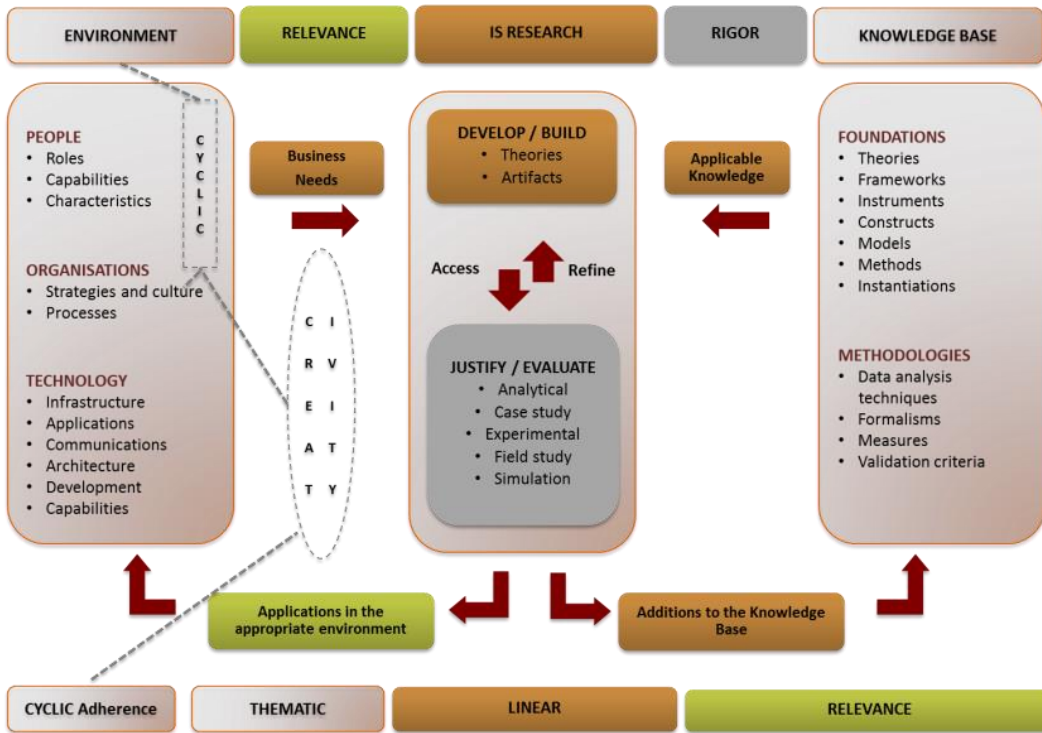 ENVIRONMENT
RELEVANCE
IS RESEARCH
RIGOR
KNOWLEDGE BASE
PEOPLE
• Roles
• Capabilities
• Characteristics
ORGANISATIONS
• Strategies and culture
• Processes
TECHNOLOGY
• Infrastructure
• Applications
• Communications
• Architecture
• Development
• Capabilities
CYCLIC
Business
Needs
CREATIVITY
DEVELOP / BUILD
• Theories
• Artifacts
Access
Refine
JUSTIFY / EVALUATE
• Analytical
• Case study
• Experimental
• Field study
• Simulation
Applicable
Knowledge
FOUNDATIONS
• Theories
• Frameworks
• Instruments
• Constructs
• Models
• Methods
• Instantiations
METHODOLOGIES
• Data analysis
techniques
• Formalisms
• Measures
• Validation criteria
Applications in the
appropriate environment
Additions to the Knowledge
Base
CYCLIC Adherence
THEMATIC
LINEAR
RELEVANCE